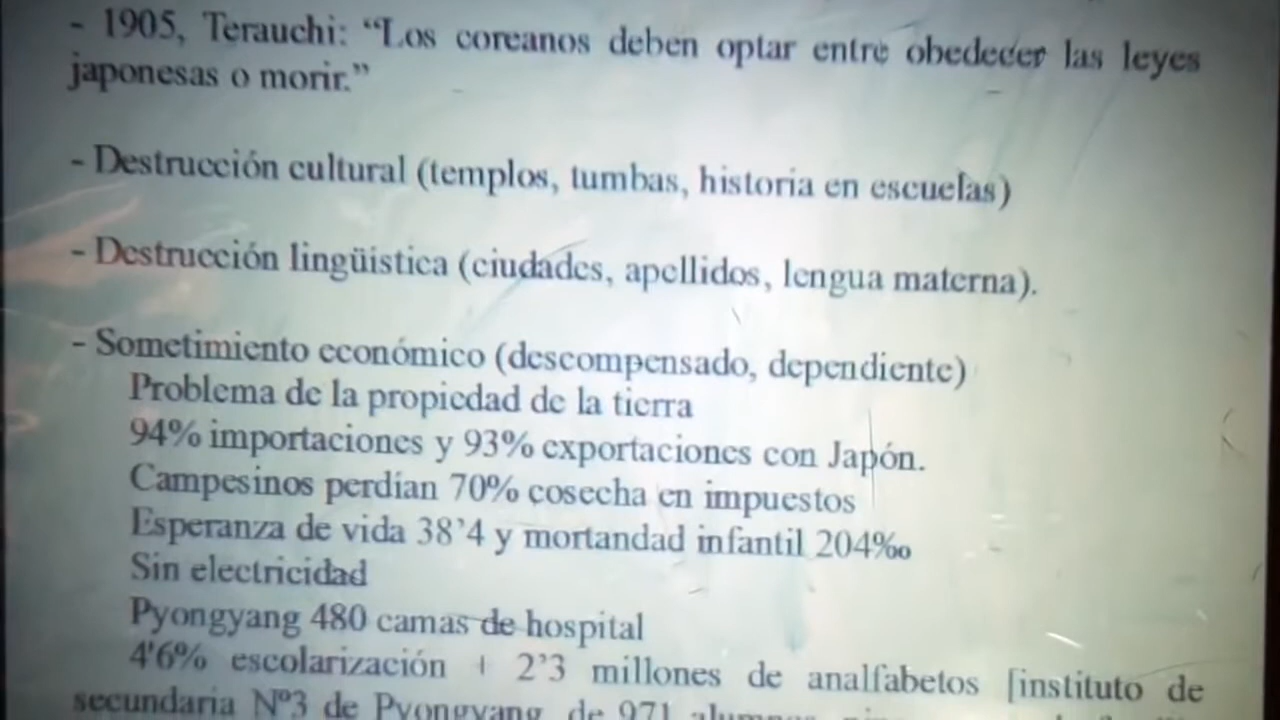 - 1905, Terauchi: “Los coreanos deben optar entre obedecer las leyes
japonesas o morir.”
- Destrucción cultural (templos, tumbas, historia en escuelas)
- Destrucción lingüística (ciudades, apellidos, lengua materna).
- Sometimiento económico (descompensado, dependiente)
Problema de la propiedad de la tierra
94% importaciones y 93% exportaciones con Japón.
Campesinos perdían 70% cosecha en impuestos
Esperanza de vida 38’4 y mortandad infantil 204‰
Sin electricidad
Pyongyang 480 camas de hospital
4'6% escolarización + 2’3 millones de analfabetos [instituto de
secundaria Nº3 de Pyongyang, de 971